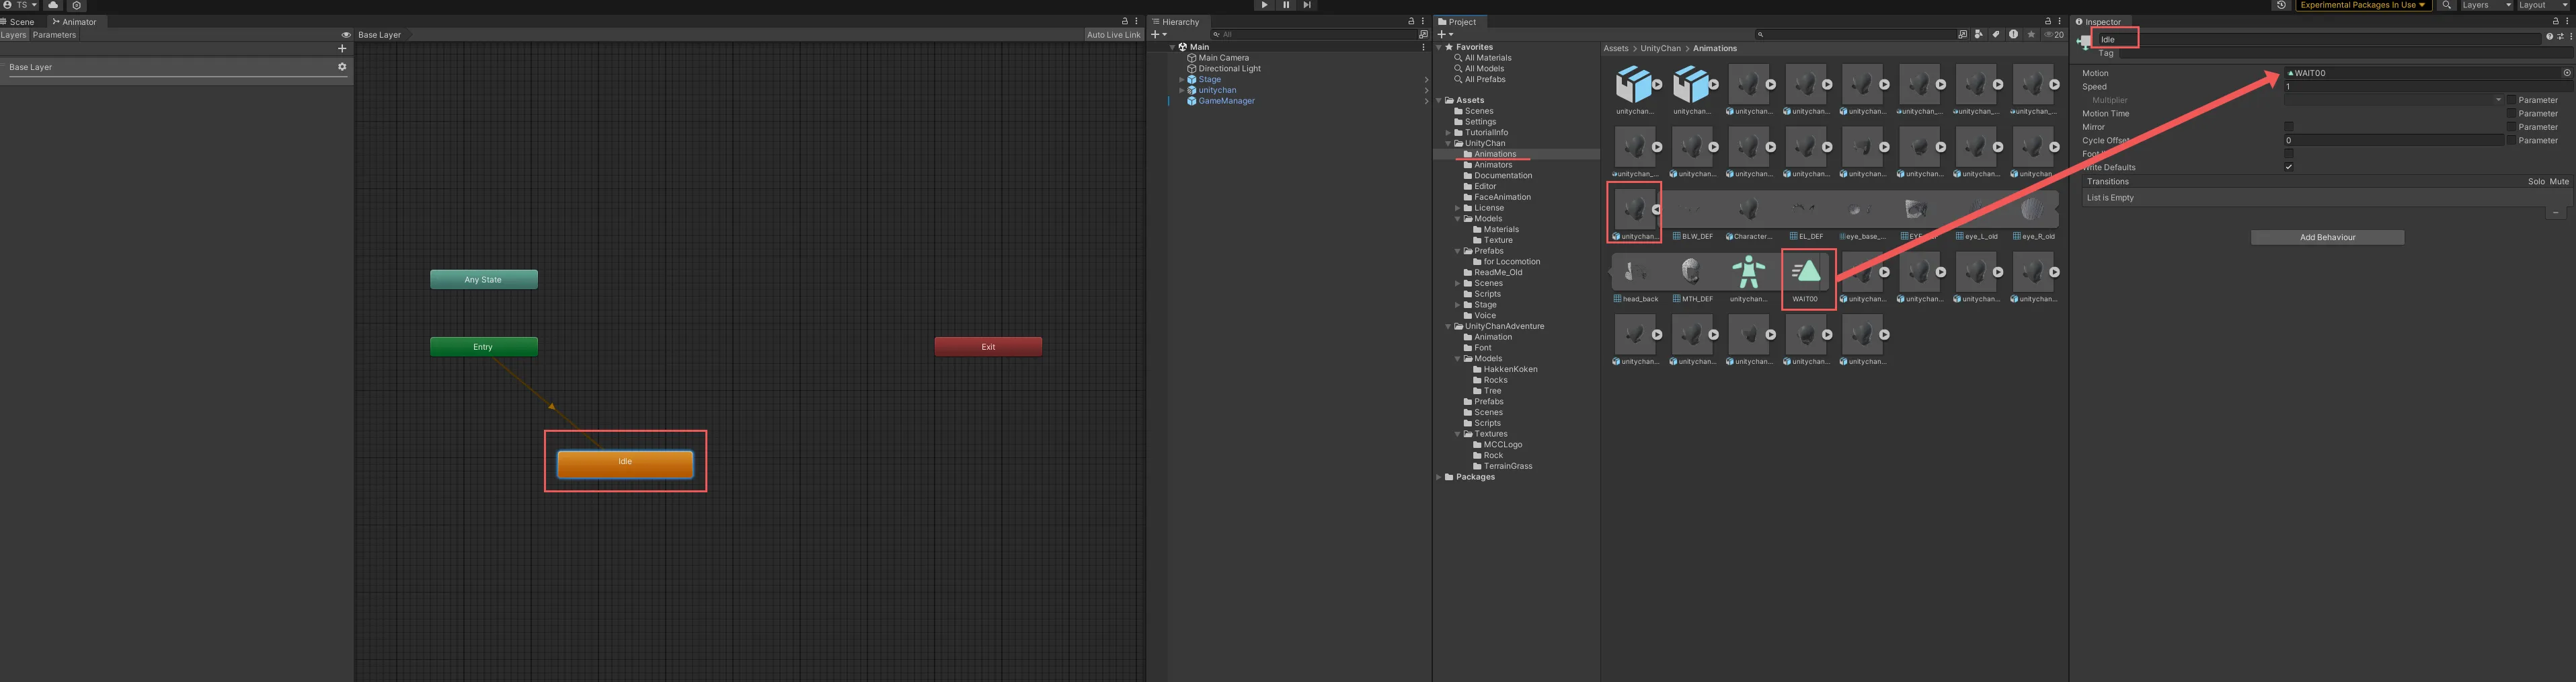 TS
Experimental Packages In Use
Layers
Layout
Scene
Animator
Layers
Parameters
Base Layer
Auto Live Link
Base Layer
Any State
Entry
Exit
Idle
Hierarchy
All
Main
Main Camera
Directional Light
Stage
unitychan
GameManager
Project
20
Favorites
All Materials
All Models
All Prefabs
Assets
Scenes
Settings
TutorialInfo
UnityChan
Animations
Animators
Documentation
Editor
FaceAnimation
License
Models
Materials
Texture
Prefabs
for Locomotion
ReadMe_Old
Scenes
Scripts
Stage
Voice
UnityChanAdventure
Animation
Font
Models
HakkenKoken
Rocks
Tree
Prefabs
Scenes
Scripts
Textures
MCCLogo
Rock
TerrainGrass
Packages
Assets > UnityChan > Animations
unitychan... unitychan... unitychan... unitychan... unitychan... unitychan_... unitychan_... unitychan_...
unitychan_... unitychan... unitychan... unitychan... unitychan... unitychan... unitychan... unitychan...
unitychan... BLW_DEF Character... EL_DEF eye_base_... eye_L_old eye_R_old
head_back MTH_DEF unitychan... WAIT00 unitychan... unitychan... unitychan... unitychan...
unitychan... unitychan... unitychan... unitychan... unitychan...
Inspector
Idle
Tag
Motion WAIT00
Speed 1
Multiplier Parameter
Motion Time Parameter
Mirror Parameter
Cycle Offset 0 Parameter
Write Defaults
Transitions Solo Mute
List is Empty
Add Behaviour